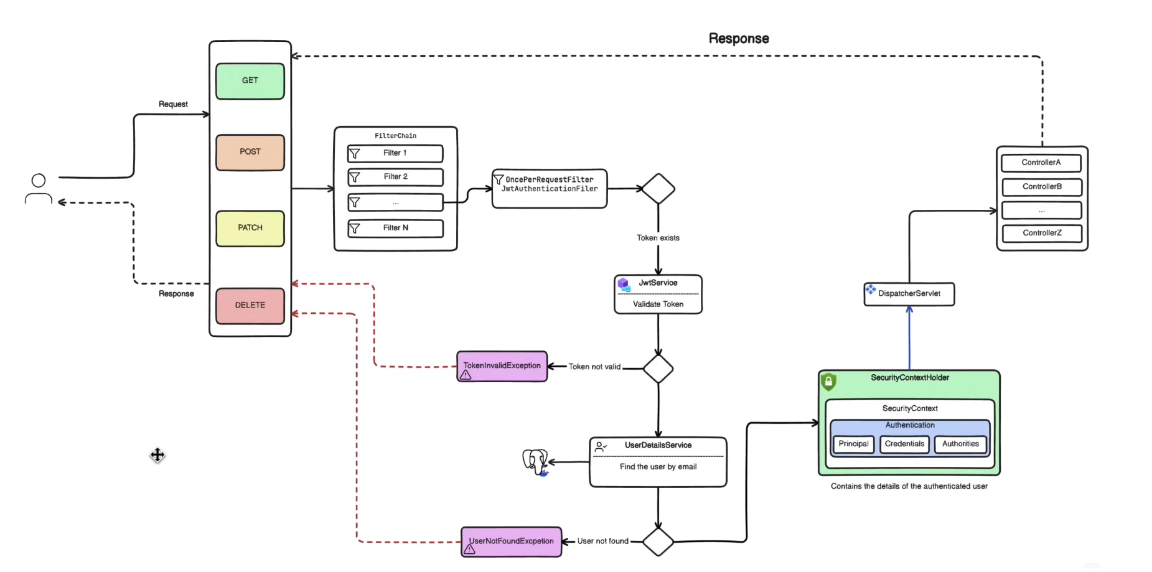 Response
GET
Request
POST
PATCH
DELETE
Response
FilterChain
Filter 1
Filter 2
...
Filter N
OncePerRequestFilter
JwtAuthenticationFiler
Token exists
JwtService
Validate Token
TokenInvalidException
Token not valid
UserDetailsService
Find the user by email
UserNotFoundExcpetion
User not found
ControllerA
ControllerB
...
ControllerZ
DispatcherServlet
SecurityContextHolder
SecurityContext
Authentication
Principal
Credentials
Authorities
Contains the details of the authenticated user